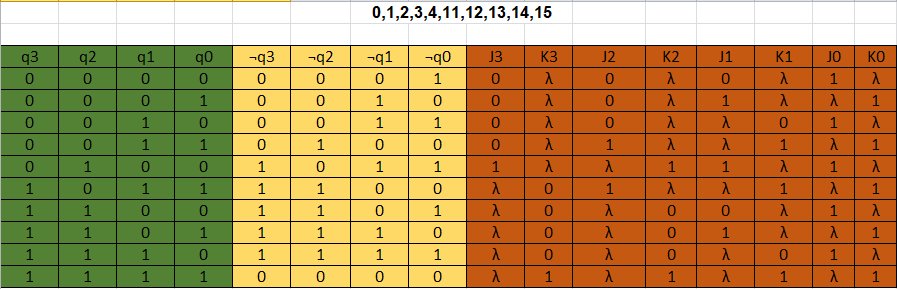 0,1,2,3,4,11,12,13,14,15
q3 q2 q1 q0 ¬q3 ¬q2 ¬q1 ¬q0 J3 K3 J2 K2 J1 K1 J0 K0
0 0 0 0 0 0 0 1 0 λ 0 λ 0 λ 1 λ
0 0 0 1 0 0 1 0 0 λ 0 λ 1 λ λ 1
0 0 1 0 0 0 1 1 0 λ 0 λ λ 0 1 λ
0 0 1 1 0 1 0 0 0 λ 1 λ λ 1 λ 1
0 1 0 0 1 0 1 1 1 λ λ 1 1 λ 1 λ
1 0 1 1 1 1 0 0 λ 0 1 λ λ 1 λ 1
1 1 0 0 1 1 0 1 λ 0 λ 0 0 λ 1 λ
1 1 0 1 1 1 1 0 λ 0 λ 0 1 λ λ 1
1 1 1 0 1 1 1 1 λ 0 λ 0 λ 0 1 λ
1 1 1 1 0 0 0 0 λ 1 λ 1 λ 1 λ 1